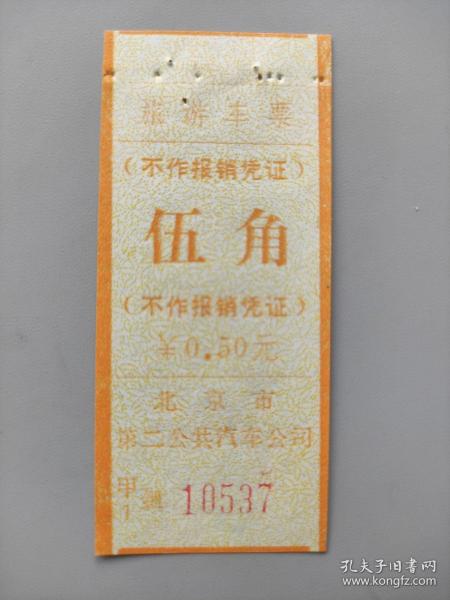 旅游车票
（不作报销凭证）
伍角
（不作报销凭证）
￥0.50元
北京市
第二公共汽车公司
甲1 號 10537
孔夫子旧书网
www.kongfz.com